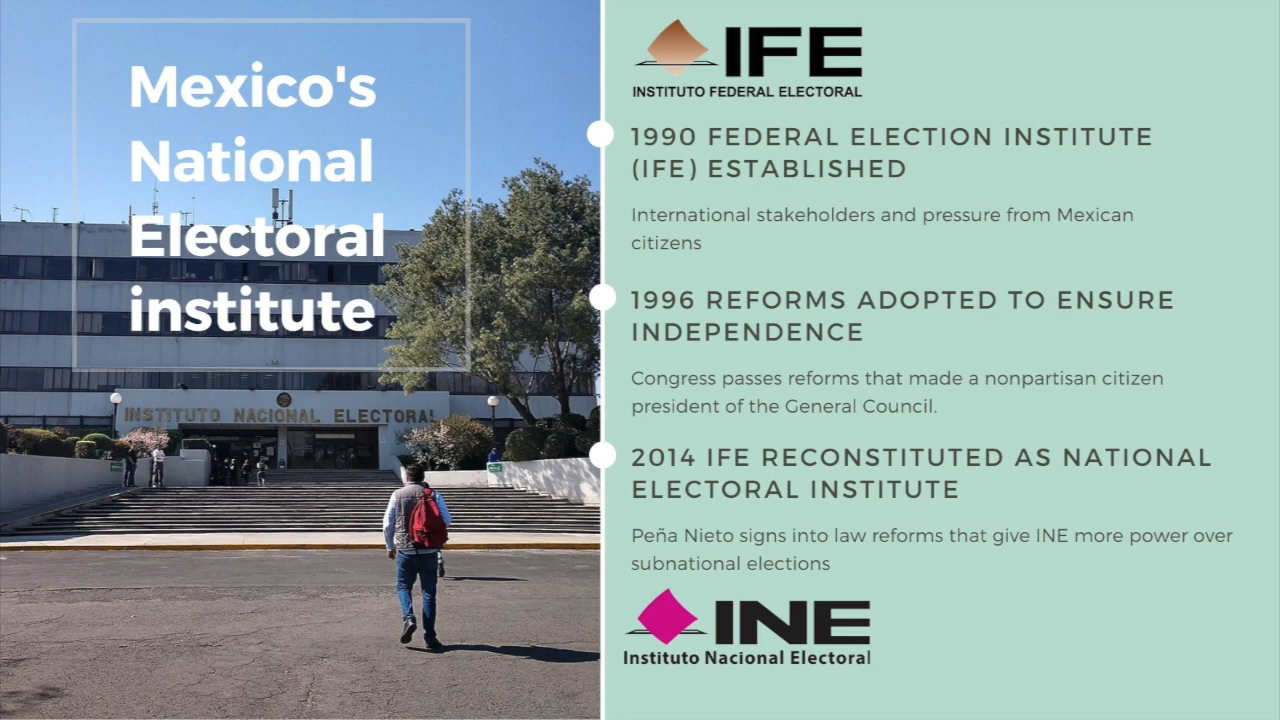 Mexico's
National
Electoral
institute
INSTITUTO NACIONAL ELECTORAL
IFE
INSTITUTO FEDERAL ELECTORAL
1990 FEDERAL ELECTION INSTITUTE
(IFE) ESTABLISHED
International stakeholders and pressure from Mexican
citizens
1996 REFORMS ADOPTED TO ENSURE
INDEPENDENCE
Congress passes reforms that made a nonpartisan citizen
president of the General Council.
2014 IFE RECONSTITUTED AS NATIONAL
ELECTORAL INSTITUTE
Peña Nieto signs into law reforms that give INE more power over
subnational elections
INE
Instituto Nacional Electoral